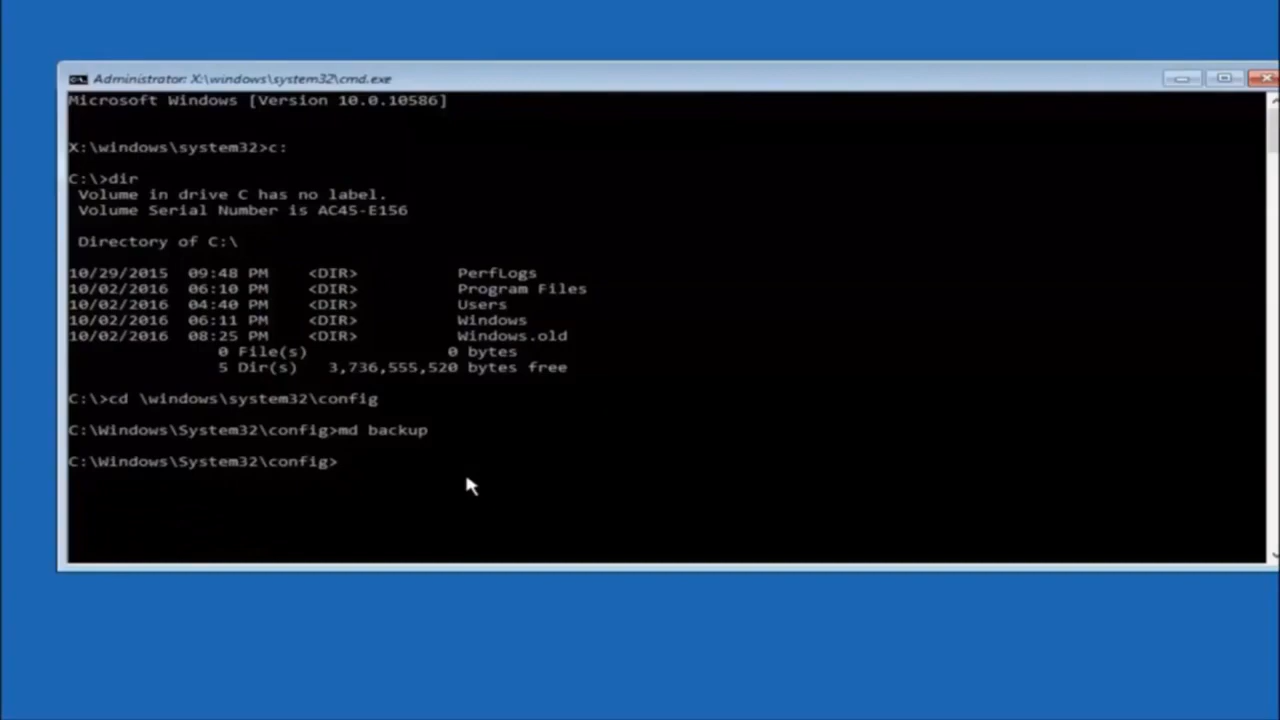 Administrator: X:\windows\system32\cmd.exe
Microsoft Windows [Version 10.0.10586]
X:\windows\system32>c:
C:\>dir
Volume in drive C has no label.
Volume Serial Number is AC45-E156
Directory of C:\
10/29/2015 09:48 PM <DIR> PerfLogs
10/02/2016 06:10 PM <DIR> Program Files
10/02/2016 04:40 PM <DIR> Users
10/02/2016 06:11 PM <DIR> Windows
10/02/2016 08:25 PM <DIR> Windows.old
0 File(s) 0 bytes
5 Dir(s) 3,736,555,520 bytes free
C:\>cd \windows\system32\config
C:\Windows\System32\config>md backup
C:\Windows\System32\config>